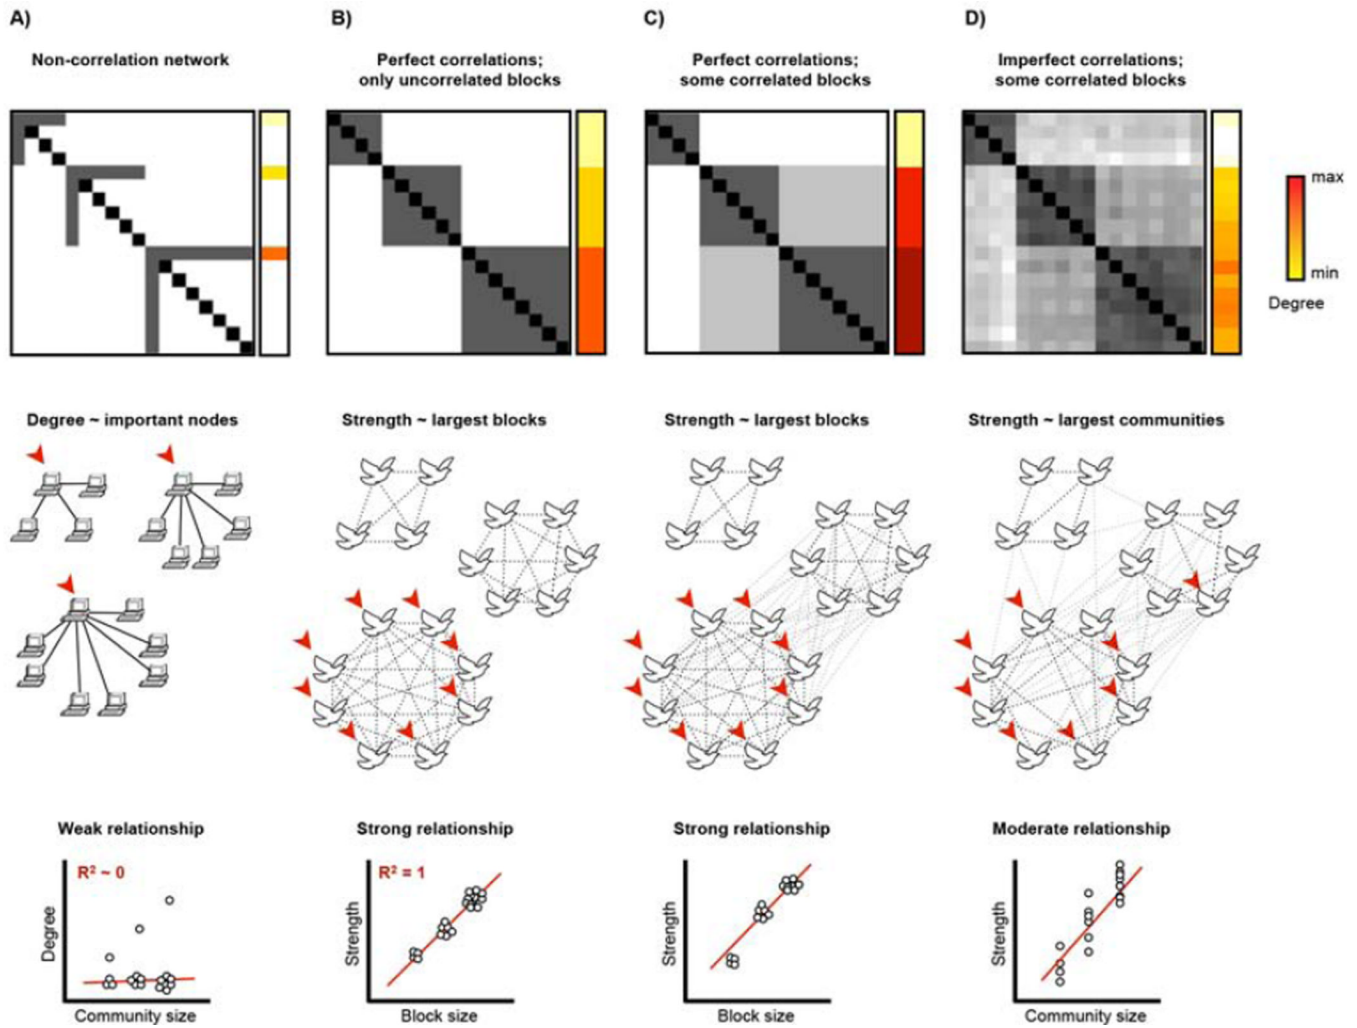 A)
B)
C)
D)
Non-correlation network
Perfect correlations;
only uncorrelated blocks
Perfect correlations;
some correlated blocks
Imperfect correlations;
some correlated blocks
max
min
Degree
Degree ~ important nodes
Strength ~ largest blocks
Strength ~ largest blocks
Strength ~ largest communities
Weak relationship
Strong relationship
Strong relationship
Moderate relationship
R² ~ 0
R² = 1
Degree
Strength
Strength
Strength
Community size
Block size
Block size
Community size